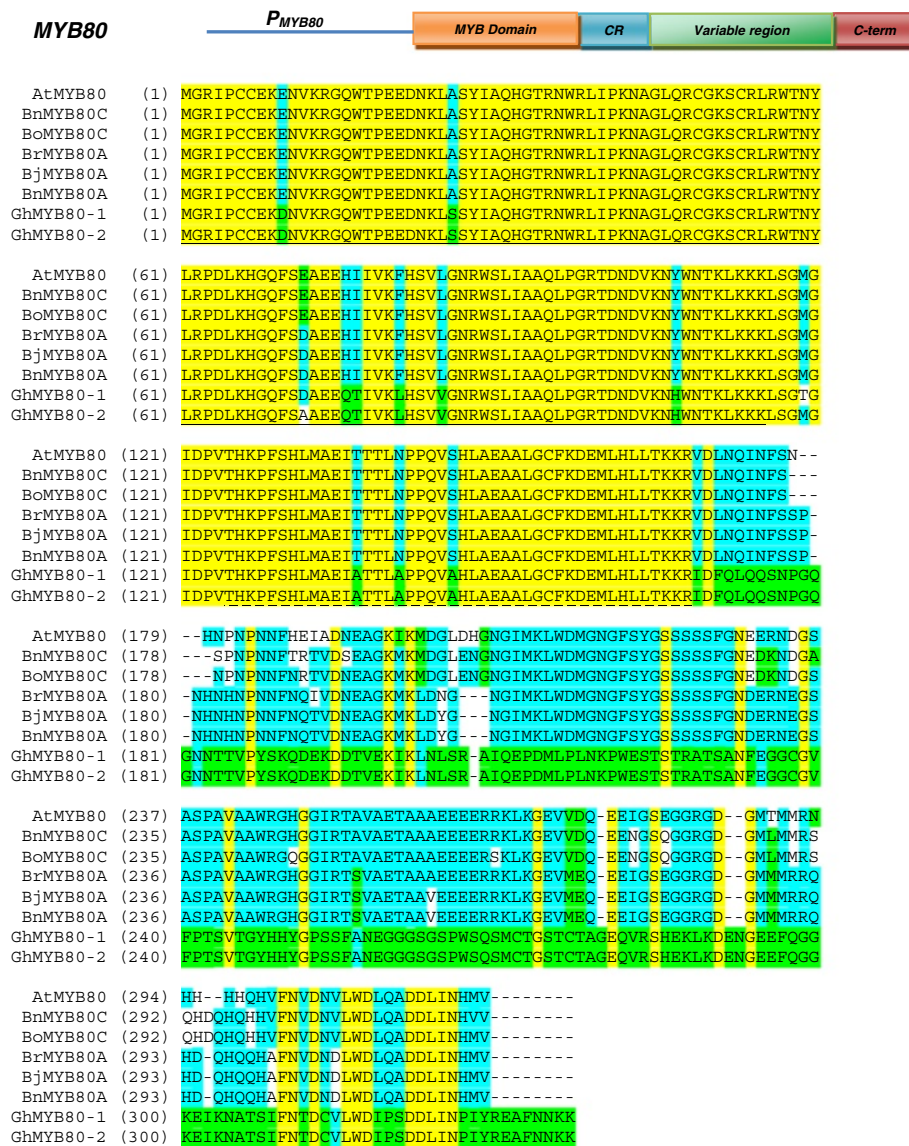 MYB80 P MYB80 MYB Domain CR Variable region C-term
AtMYB80 (1) MGRIPCCEKENVKRGQWTPEEDNKLASYIAQHGTRNWRLIPKNAGLQRCGKSCRLRWTNY
BnMYB80C (1) MGRIPCCEKENVKRGQWTPEEDNKLASYIAQHGTRNWRLIPKNAGLQRCGKSCRLRWTNY
BoMYB80C (1) MGRIPCCEKENVKRGQWTPEEDNKLASYIAQHGTRNWRLIPKNAGLQRCGKSCRLRWTNY
BrMYB80A (1) MGRIPCCEKENVKRGQWTPEEDNKLASYIAQHGTRNWRLIPKNAGLQRCGKSCRLRWTNY
BjMYB80A (1) MGRIPCCEKENVKRGQWTPEEDNKLASYIAQHGTRNWRLIPKNAGLQRCGKSCRLRWTNY
BnMYB80A (1) MGRIPCCEKENVKRGQWTPEEDNKLASYIAQHGTRNWRLIPKNAGLQRCGKSCRLRWTNY
GhMYB80-1 (1) MGRIPCCEKDNVKRGQWTPEEDNKLSSYIAQHGTRNWRLIPKNAGLQRCGKSCRLRWTNY
GhMYB80-2 (1) MGRIPCCEKDNVKRGQWTPEEDNKLSSYIAQHGTRNWRLIPKNAGLQRCGKSCRLRWTNY
AtMYB80 (61) LRPDLKHGQFSEAEEHIIVKFHSVLGNRWSLIAAQLPGRTDNDVKNYWNTKLKKKLSGMG
BnMYB80C (61) LRPDLKHGQFSEAEEHIIVKFHSVLGNRWSLIAAQLPGRTDNDVKNYWNTKLKKKLSGMG
BoMYB80C (61) LRPDLKHGQFSEAEEHIIVKFHSVLGNRWSLIAAQLPGRTDNDVKNYWNTKLKKKLSGMG
BrMYB80A (61) LRPDLKHGQFSDAEEHIIVKFHSVLGNRWSLIAAQLPGRTDNDVKNYWNTKLKKKLSGMG
BjMYB80A (61) LRPDLKHGQFSDAEEHIIVKFHSVLGNRWSLIAAQLPGRTDNDVKNYWNTKLKKKLSGMG
BnMYB80A (61) LRPDLKHGQFSDAEEHIIVKFHSVLGNRWSLIAAQLPGRTDNDVKNYWNTKLKKKLSGMG
GhMYB80-1 (61) LRPDLKHGQFSDAEEQTIVKLHSVVGNRWSLIAAQLPGRTDNDVKNHWNTKLKKKLSGTG
GhMYB80-2 (61) LRPDLKHGQFSAAEEQTIVKLHSVVGNRWSLIAAQLPGRTDNDVKNHWNTKLKKKLSGMG
AtMYB80 (121) IDPVTHKPFSHLMAEITTTLNPPQVSHLAEAALGCFKDEMLHLLTKKRVDLNQINFSN--
BnMYB80C (121) IDPVTHKPFSHLMAEITTTLNPPQVSHLAEAALGCFKDEMLHLLTKKRVDLNQINFS---
BoMYB80C (121) IDPVTHKPFSHLMAEITTTLNPPQVSHLAEAALGCFKDEMLHLLTKKRVDLNQINFS---
BrMYB80A (121) IDPVTHKPFSHLMAEITTTLNPPQVSHLAEAALGCFKDEMLHLLTKKRVDLNQINFSSP-
BjMYB80A (121) IDPVTHKPFSHLMAEITTTLNPPQVSHLAEAALGCFKDEMLHLLTKKRVDLNQINFSSP-
BnMYB80A (121) IDPVTHKPFSHLMAEITTTLNPPQVSHLAEAALGCFKDEMLHLLTKKRVDLNQINFSSP-
GhMYB80-1 (121) IDPVTHKPFSHLMAEIATTLAPPQVAHLAEAALGCFKDEMLHLLTKKRIDFQLQQSNPGQ
GhMYB80-2 (121) IDPVTHKPFSHLMAEIATTLAPPQVAHLAEAALGCFKDEMLHLLTKKRIDFQLQQSNPGQ
AtMYB80 (179) --HNPNPNNFHEIADNEAGKIKMDGLDHGNGIMKLWDMGNGFSYGSSSSSFGNEERNDGS
BnMYB80C (178) ---SPNPNNFTRTVDSEAGKMKMDGLENGNGIMKLWDMGNGFSYGSSSSSFGNEDKNDGA
BoMYB80C (178) ---NPNPNNFNRTVDNEAGKMKMDGLENGNGIMKLWDMGNGFSYGSSSSSFGNEDKNDGS
BrMYB80A (180) -NHNHNPNNFNQIVDNEAGKMKLDNG---NGIMKLWDMGNGFSYGSSSSSFGNDERNEGS
BjMYB80A (180) -NHNHNPNNFNQTVDNEAGKMKLDYG---NGIMKLWDMGNGFSYGSSSSSFGNDERNEGS
BnMYB80A (180) -NHNHNPNNFNQTVDNEAGKMKLDYG---NGIMKLWDMGNGFSYGSSSSSFGNDERNEGS
GhMYB80-1 (181) GNNTTVPYSKQDEKDDTVEKIKLNLSR-AIQEPDMLPLNKPWESTSTRATSANFEGGCGV
GhMYB80-2 (181) GNNTTVPYSKQDEKDDTVEKIKLNLSR-AIQEPDMLPLNKPWESTSTRATSANFEGGCGV
AtMYB80 (237) ASPAVAAWRGHGGIRTAVAETAAAEEEERRKLKGEVVDQ-EEIGSEGGRGD--GMTMMRN
BnMYB80C (235) ASPAVAAWRGHGGIRTAVAETAAAEEEERRKLKGEVVDQ-EENGSQGGRGD--GMLMMRS
BoMYB80C (235) ASPAVAAWRGQGGIRTAVAETAAAEEEERSKLKGEVVDQ-EENGSQGGRGD--GMLMMRS
BrMYB80A (236) ASPAVAAWRGHGGIRTSVAETAAAEEEERRKLKGEVMEQ-EEIGSEGGRGD--GMMMRRQ
BjMYB80A (236) ASPAVAAWRGHGGIRTSVAETAAVEEEERRKLKGEVMEQ-EEIGSEGGRGD--GMMMRRQ
BnMYB80A (236) ASPAVAAWRGHGGIRTSVAETAAVEEEERRKLKGEVMEQ-EEIGSEGGRGD--GMMMRRQ
GhMYB80-1 (240) FPTSVTGYHHYGPSSFANEGGGSGSPWSQSMCTGSTCTAGEQVRSHEKLKDENGEEFQGG
GhMYB80-2 (240) FPTSVTGYHHYGPSSFANEGGGSGSPWSQSMCTGSTCTAGEQVRSHEKLKDENGEEFQGG
AtMYB80 (294) HH--HHQHVFNVDNVLWDLQADDLINHMV--------
BnMYB80C (292) QHDQHQHHVFNVDNVLWDLQADDLINHVV--------
BoMYB80C (292) QHDQHQHHVFNVDNVLWDLQADDLINHMV--------
BrMYB80A (293) HD-QHQQHAFNVDNDLWDLQADDLINHMV--------
BjMYB80A (293) HD-QHQQHAFNVDNDLWDLQADDLINHMV--------
BnMYB80A (293) HD-QHQQHAFNVDNDLWDLQADDLINHMV--------
GhMYB80-1 (300) KEIKNATSIFNTDCVLWDIPSDDLINPIYREAFNNKK
GhMYB80-2 (300) KEIKNATSIFNTDCVLWDIPSDDLINPIYREAFNNKK